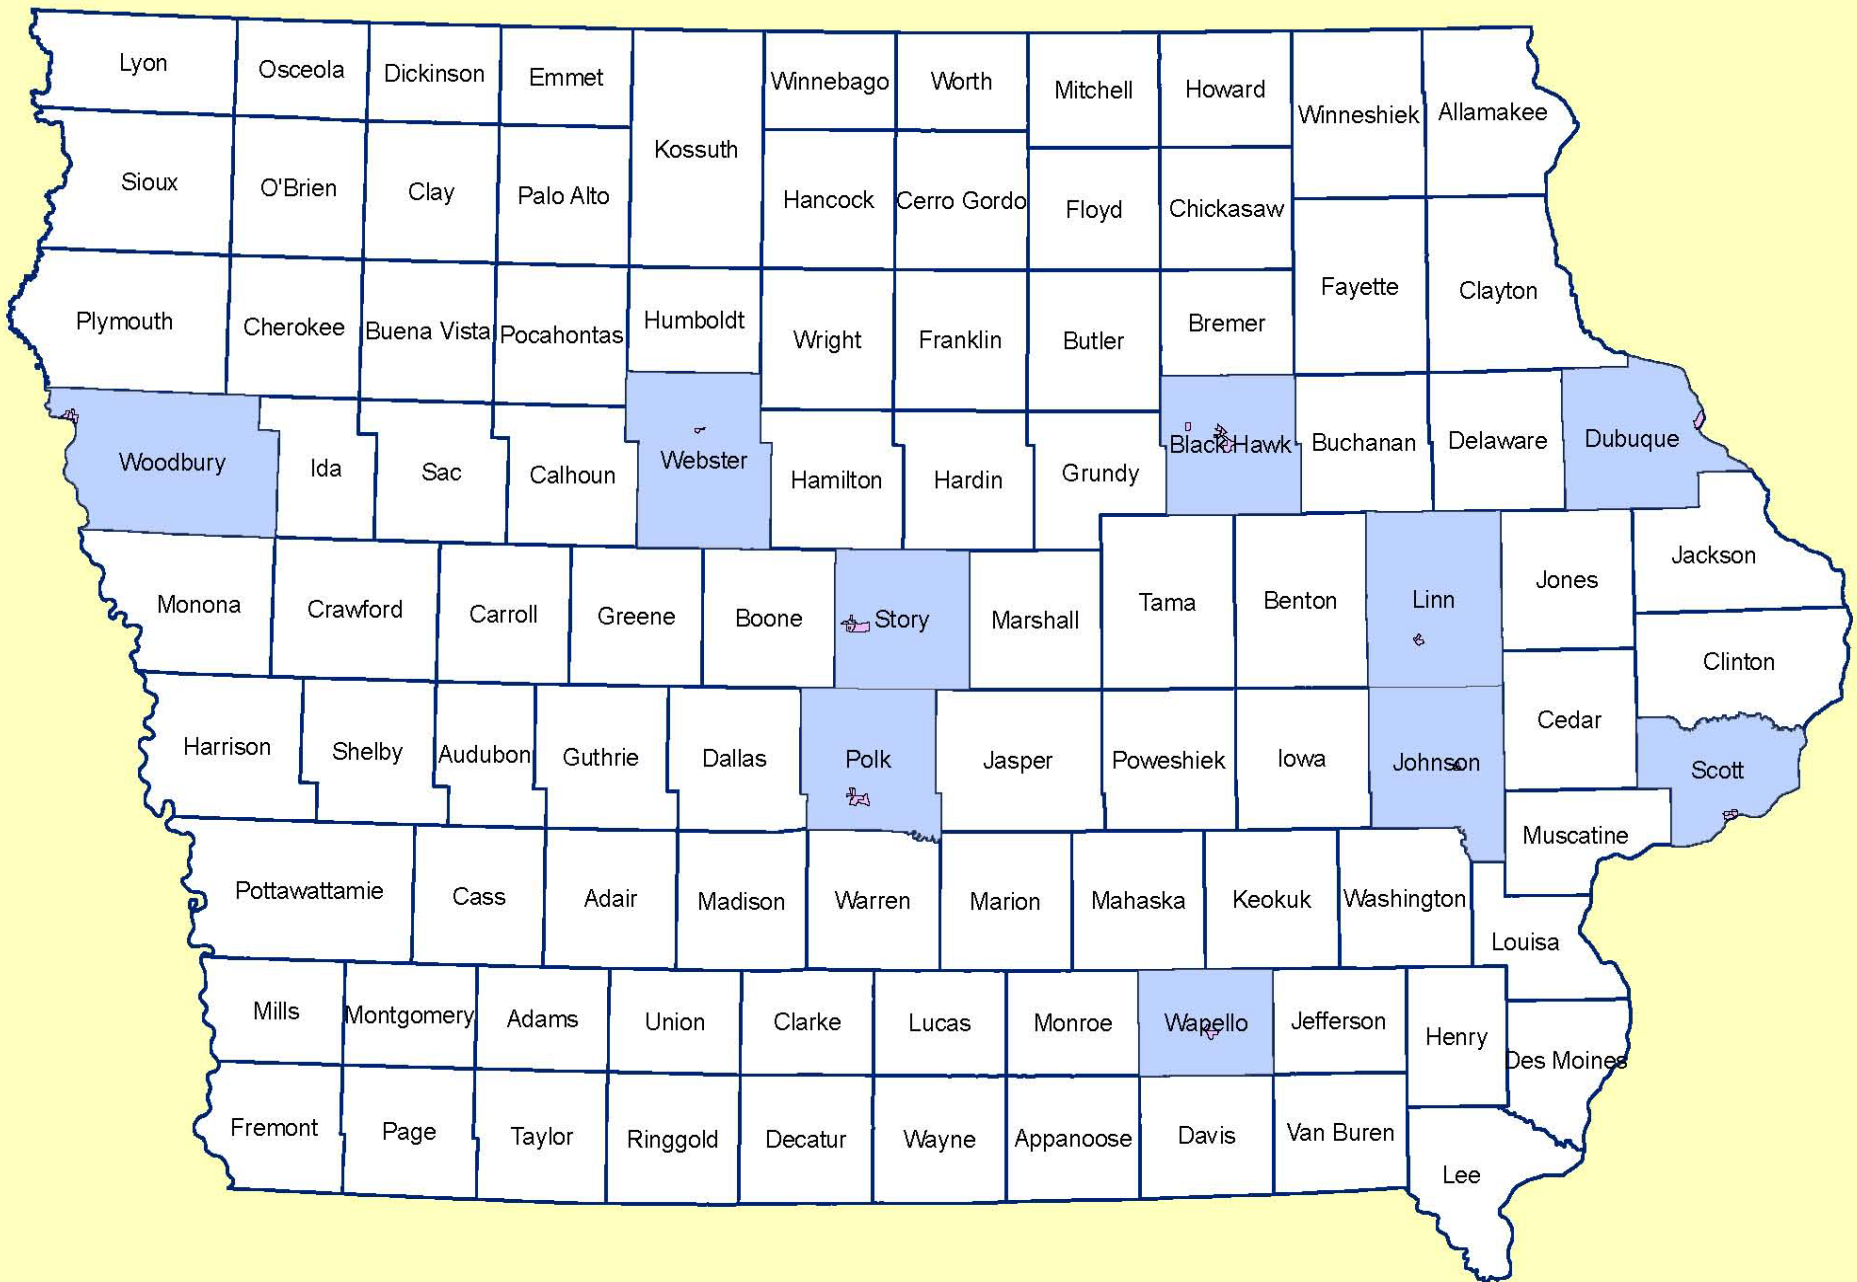 Lyon
Osceola
Dickinson
Emmet
Kossuth
Winnebago
Worth
Mitchell
Howard
Winneshiek
Allamakee
Sioux
O'Brien
Clay
Palo Alto
Hancock
Cerro Gordo
Floyd
Chickasaw
Plymouth
Cherokee
Buena Vista
Pocahontas
Humboldt
Wright
Franklin
Butler
Bremer
Fayette
Clayton
Woodbury
Ida
Sac
Calhoun
Webster
Hamilton
Hardin
Grundy
Black Hawk
Buchanan
Delaware
Dubuque
Monona
Crawford
Carroll
Greene
Boone
Story
Marshall
Tama
Benton
Linn
Jones
Jackson
Clinton
Harrison
Shelby
Audubon
Guthrie
Dallas
Polk
Jasper
Poweshiek
Iowa
Johnson
Cedar
Scott
Muscatine
Pottawattamie
Cass
Adair
Madison
Warren
Marion
Mahaska
Keokuk
Washington
Louisa
Mills
Montgomery
Adams
Union
Clarke
Lucas
Monroe
Wapello
Jefferson
Henry
Des Moines
Fremont
Page
Taylor
Ringgold
Decatur
Wayne
Appanoose
Davis
Van Buren
Lee